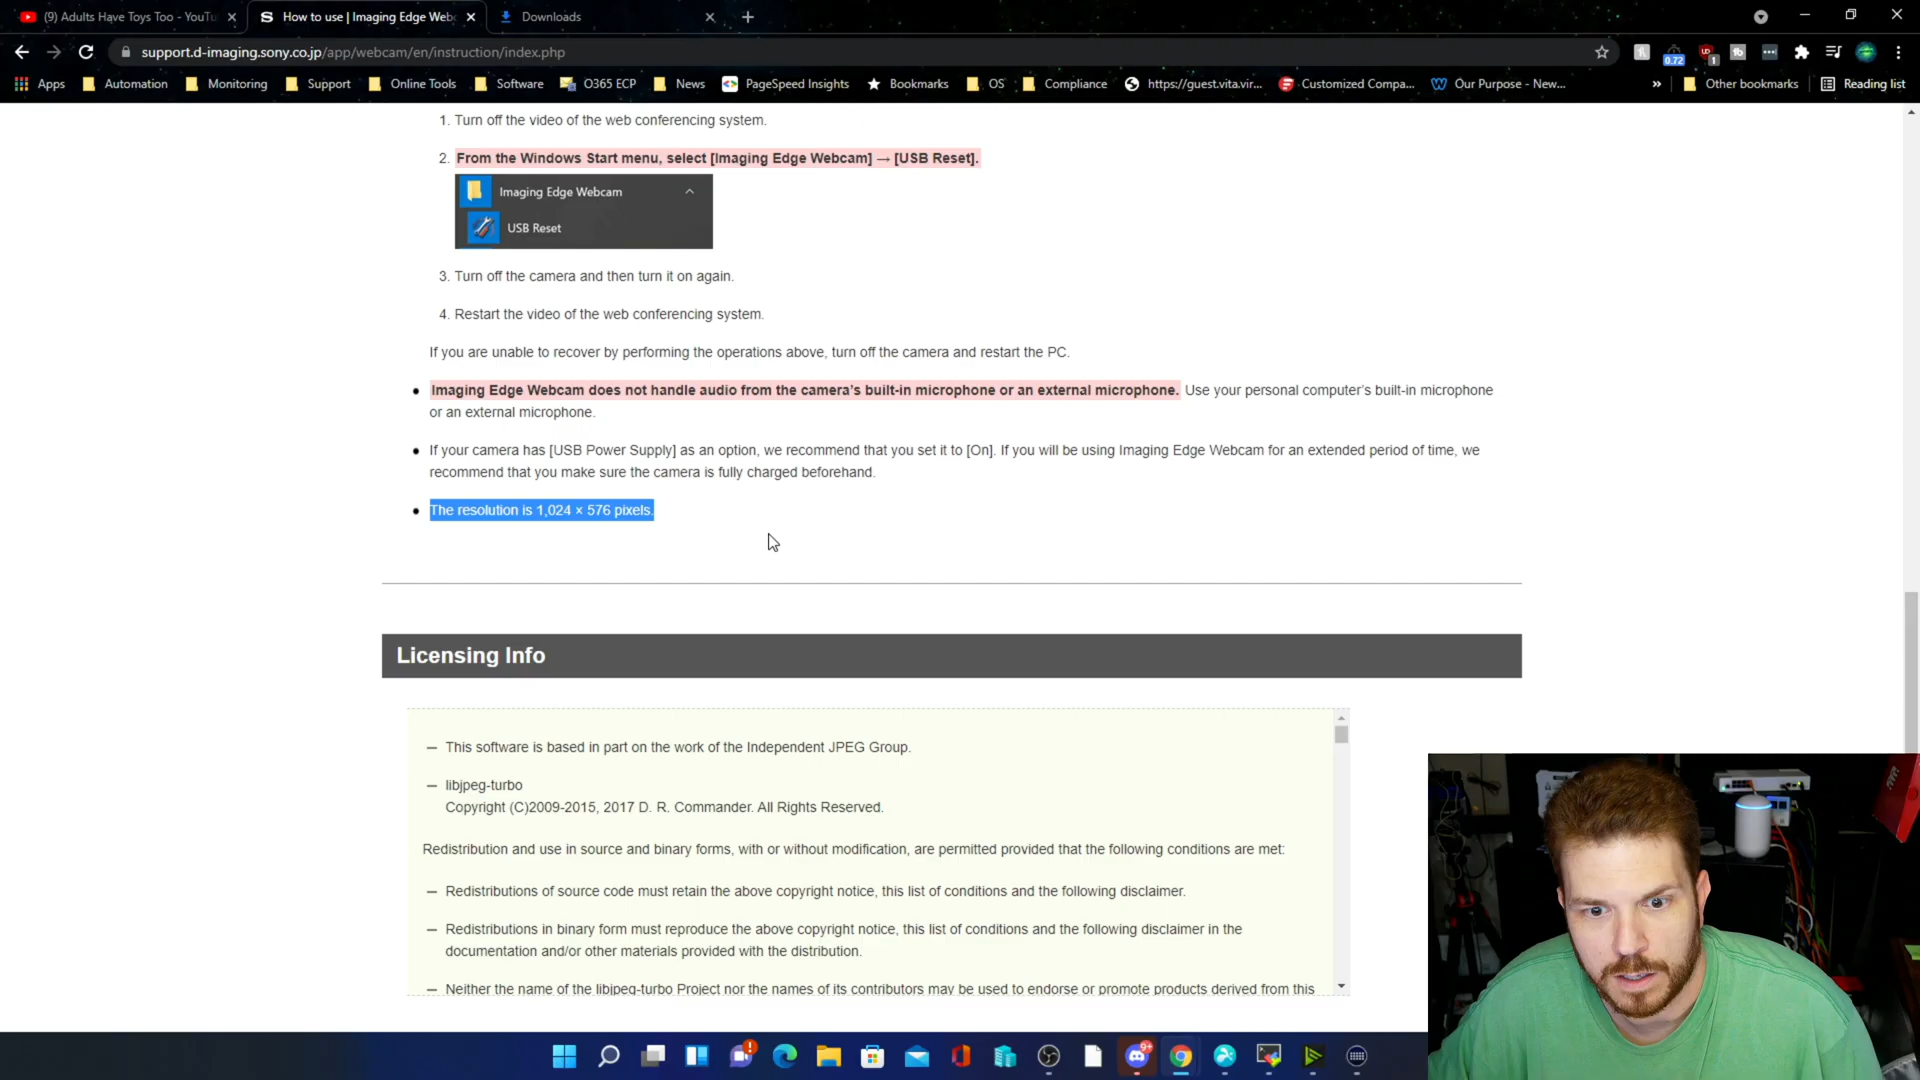 (9) Adults Have Toys Too - YouTu
How to use | Imaging Edge Web
Downloads
support.d-imaging.sony.co.jp/app/webcam/en/instruction/index.php
0.72
1
Apps
Automation
Monitoring
Support
Online Tools
Software
O365 ECP
News
PageSpeed Insights
Bookmarks
OS
Compliance
https://guest.vita.vir...
Customized Compa...
Our Purpose - New...
»
Other bookmarks
Reading list
1. Turn off the video of the web conferencing system.
2. From the Windows Start menu, select [Imaging Edge Webcam] → [USB Reset].
Imaging Edge Webcam
USB Reset
3. Turn off the camera and then turn it on again.
4. Restart the video of the web conferencing system.
If you are unable to recover by performing the operations above, turn off the camera and restart the PC.
• Imaging Edge Webcam does not handle audio from the camera’s built-in microphone or an external microphone. Use your personal computer’s built-in microphone
or an external microphone.
• If your camera has [USB Power Supply] as an option, we recommend that you set it to [On]. If you will be using Imaging Edge Webcam for an extended period of time, we
recommend that you make sure the camera is fully charged beforehand.
• The resolution is 1,024 × 576 pixels.
Licensing Info
— This software is based in part on the work of the Independent JPEG Group.
— libjpeg-turbo
Copyright (C)2009-2015, 2017 D. R. Commander. All Rights Reserved.
Redistribution and use in source and binary forms, with or without modification, are permitted provided that the following conditions are met:
— Redistributions of source code must retain the above copyright notice, this list of conditions and the following disclaimer.
— Redistributions in binary form must reproduce the above copyright notice, this list of conditions and the following disclaimer in the
documentation and/or other materials provided with the distribution.
— Neither the name of the libjpeg-turbo Project nor the names of its contributors may be used to endorse or promote products derived from this
9+